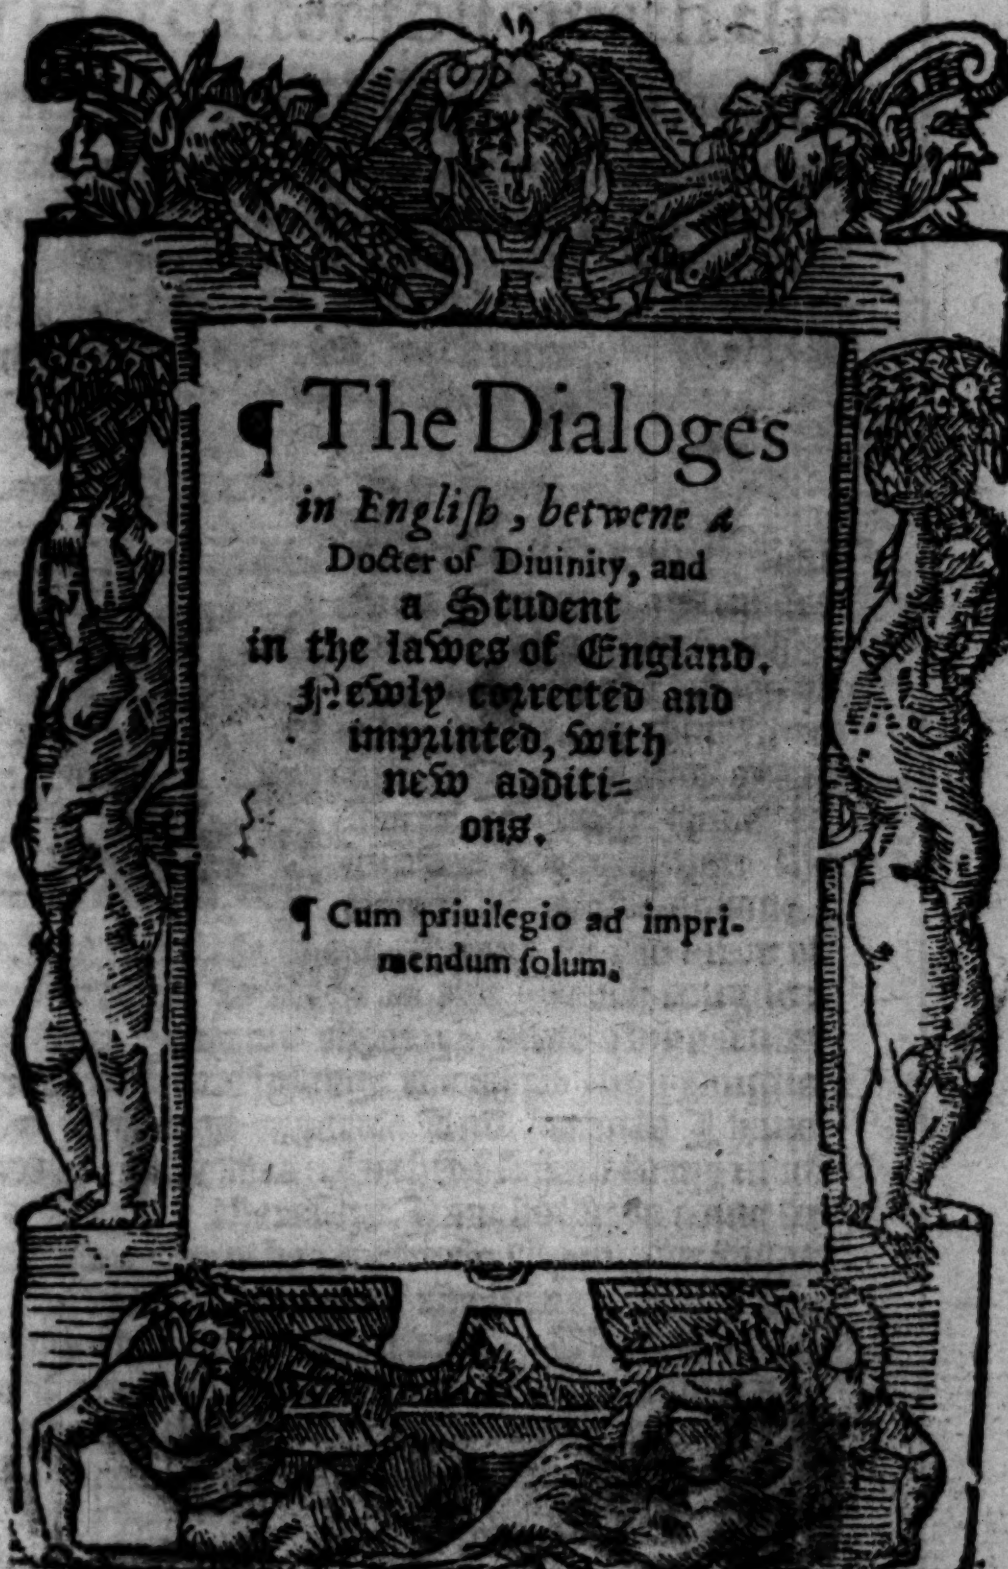 ¶ The Dialoges
in Engliſh, betwene a
Docter of Diuinity, and
a Student
in the lawes of England.
Newly corrected and
imprinted, with
new additi=
ons.
¶ Cum priuilegio ad impri-
mendum ſolum.